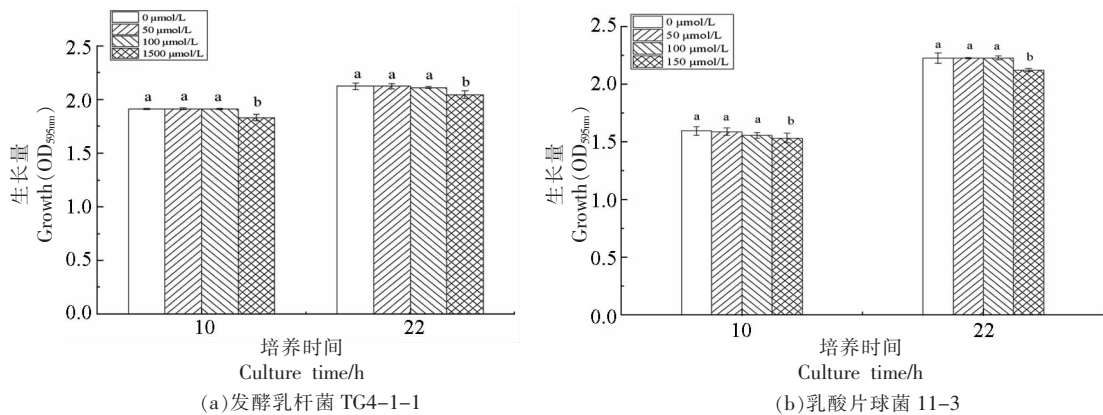 0 μmol/L
50 μmol/L
100 μmol/L
1500 μmol/L
2.5
2.0
1.5
1.0
0.5
0.0
a
a
a
b
a
a
a
b
10
22
生长量
Growth(OD595nm)
培养时间
Culture time/h
(a)发酵乳杆菌 TG4-1-1
0 μmol/L
50 μmol/L
100 μmol/L
150 μmol/L
2.5
2.0
1.5
1.0
0.5
0.0
a
a
a
b
a
a
a
b
10
22
生长量
Growth(OD595nm)
培养时间
Culture time/h
(b)乳酸片球菌 11-3